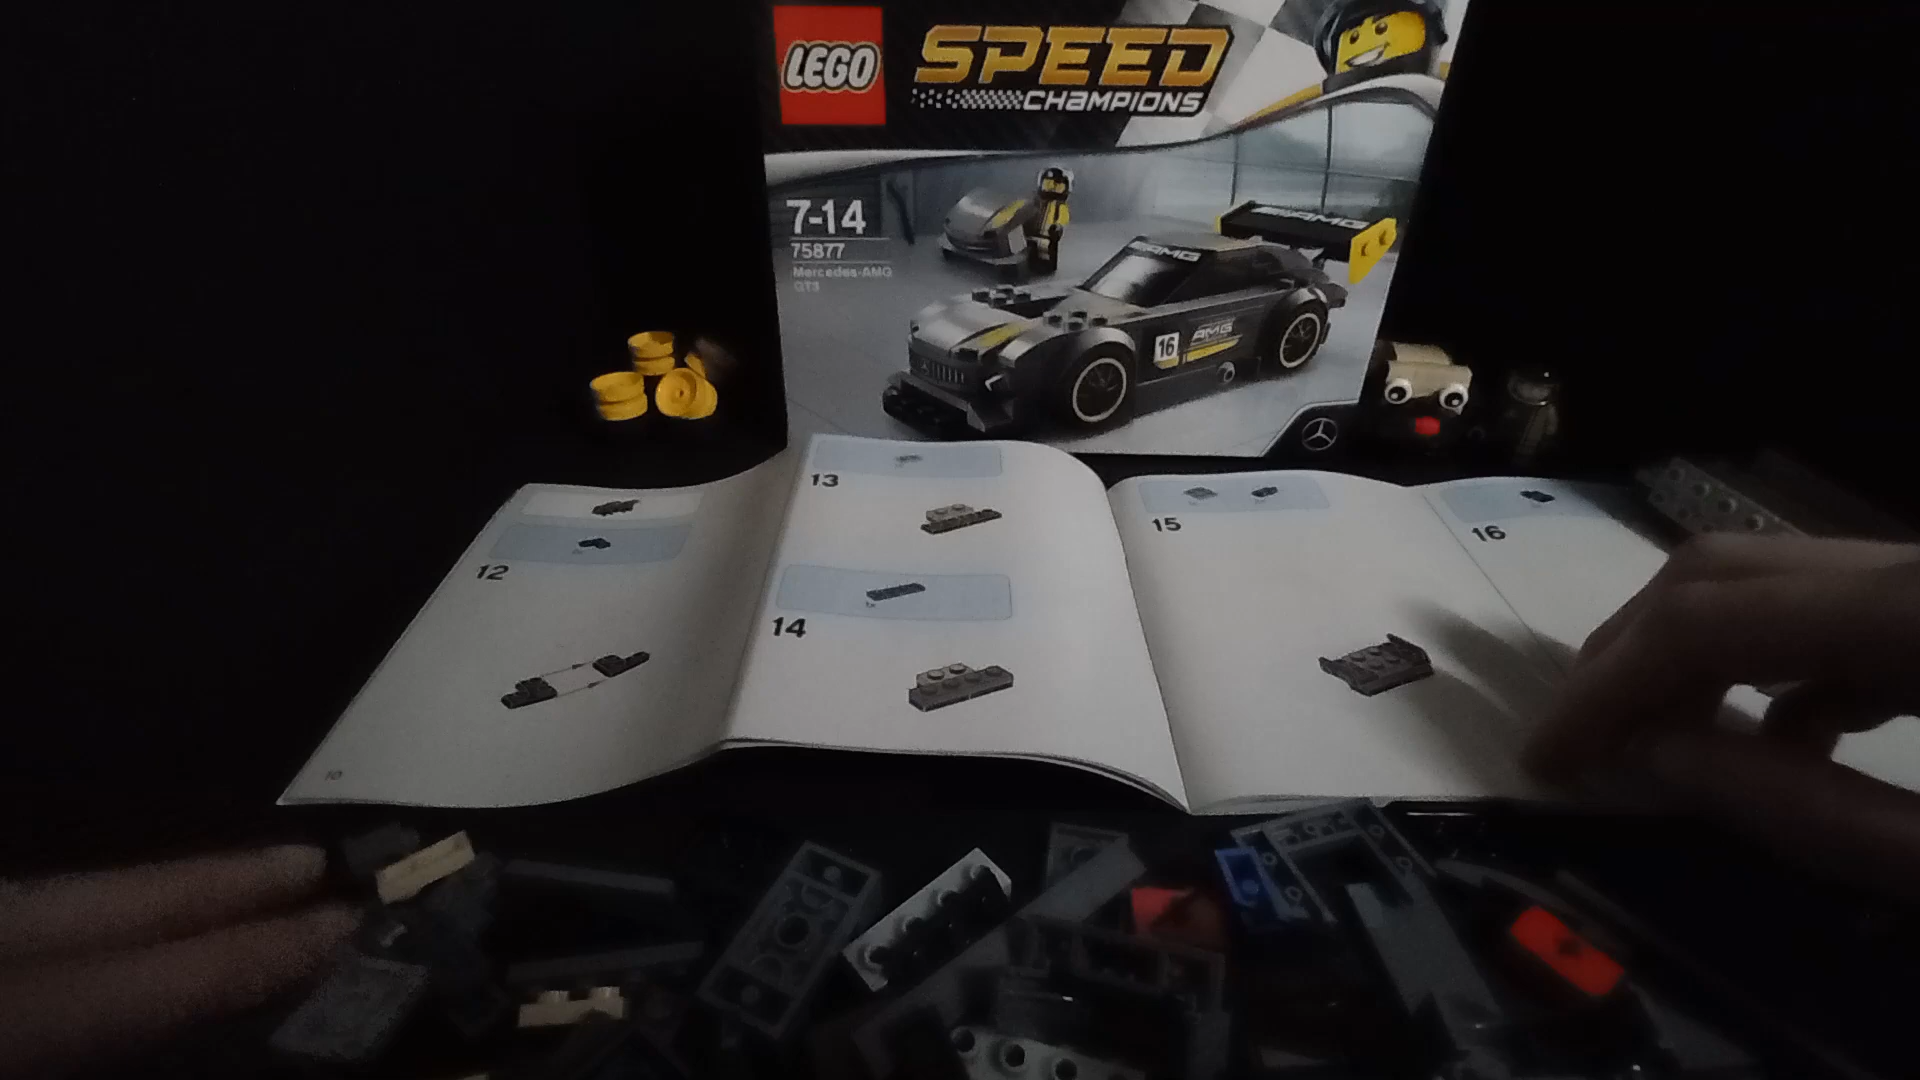 LEGO
SPEED
CHAMPIONS
7-14
75877
Mercedes-AMG
GT3
AMG
AMG
16
AMG
13
15
16
12
14
10